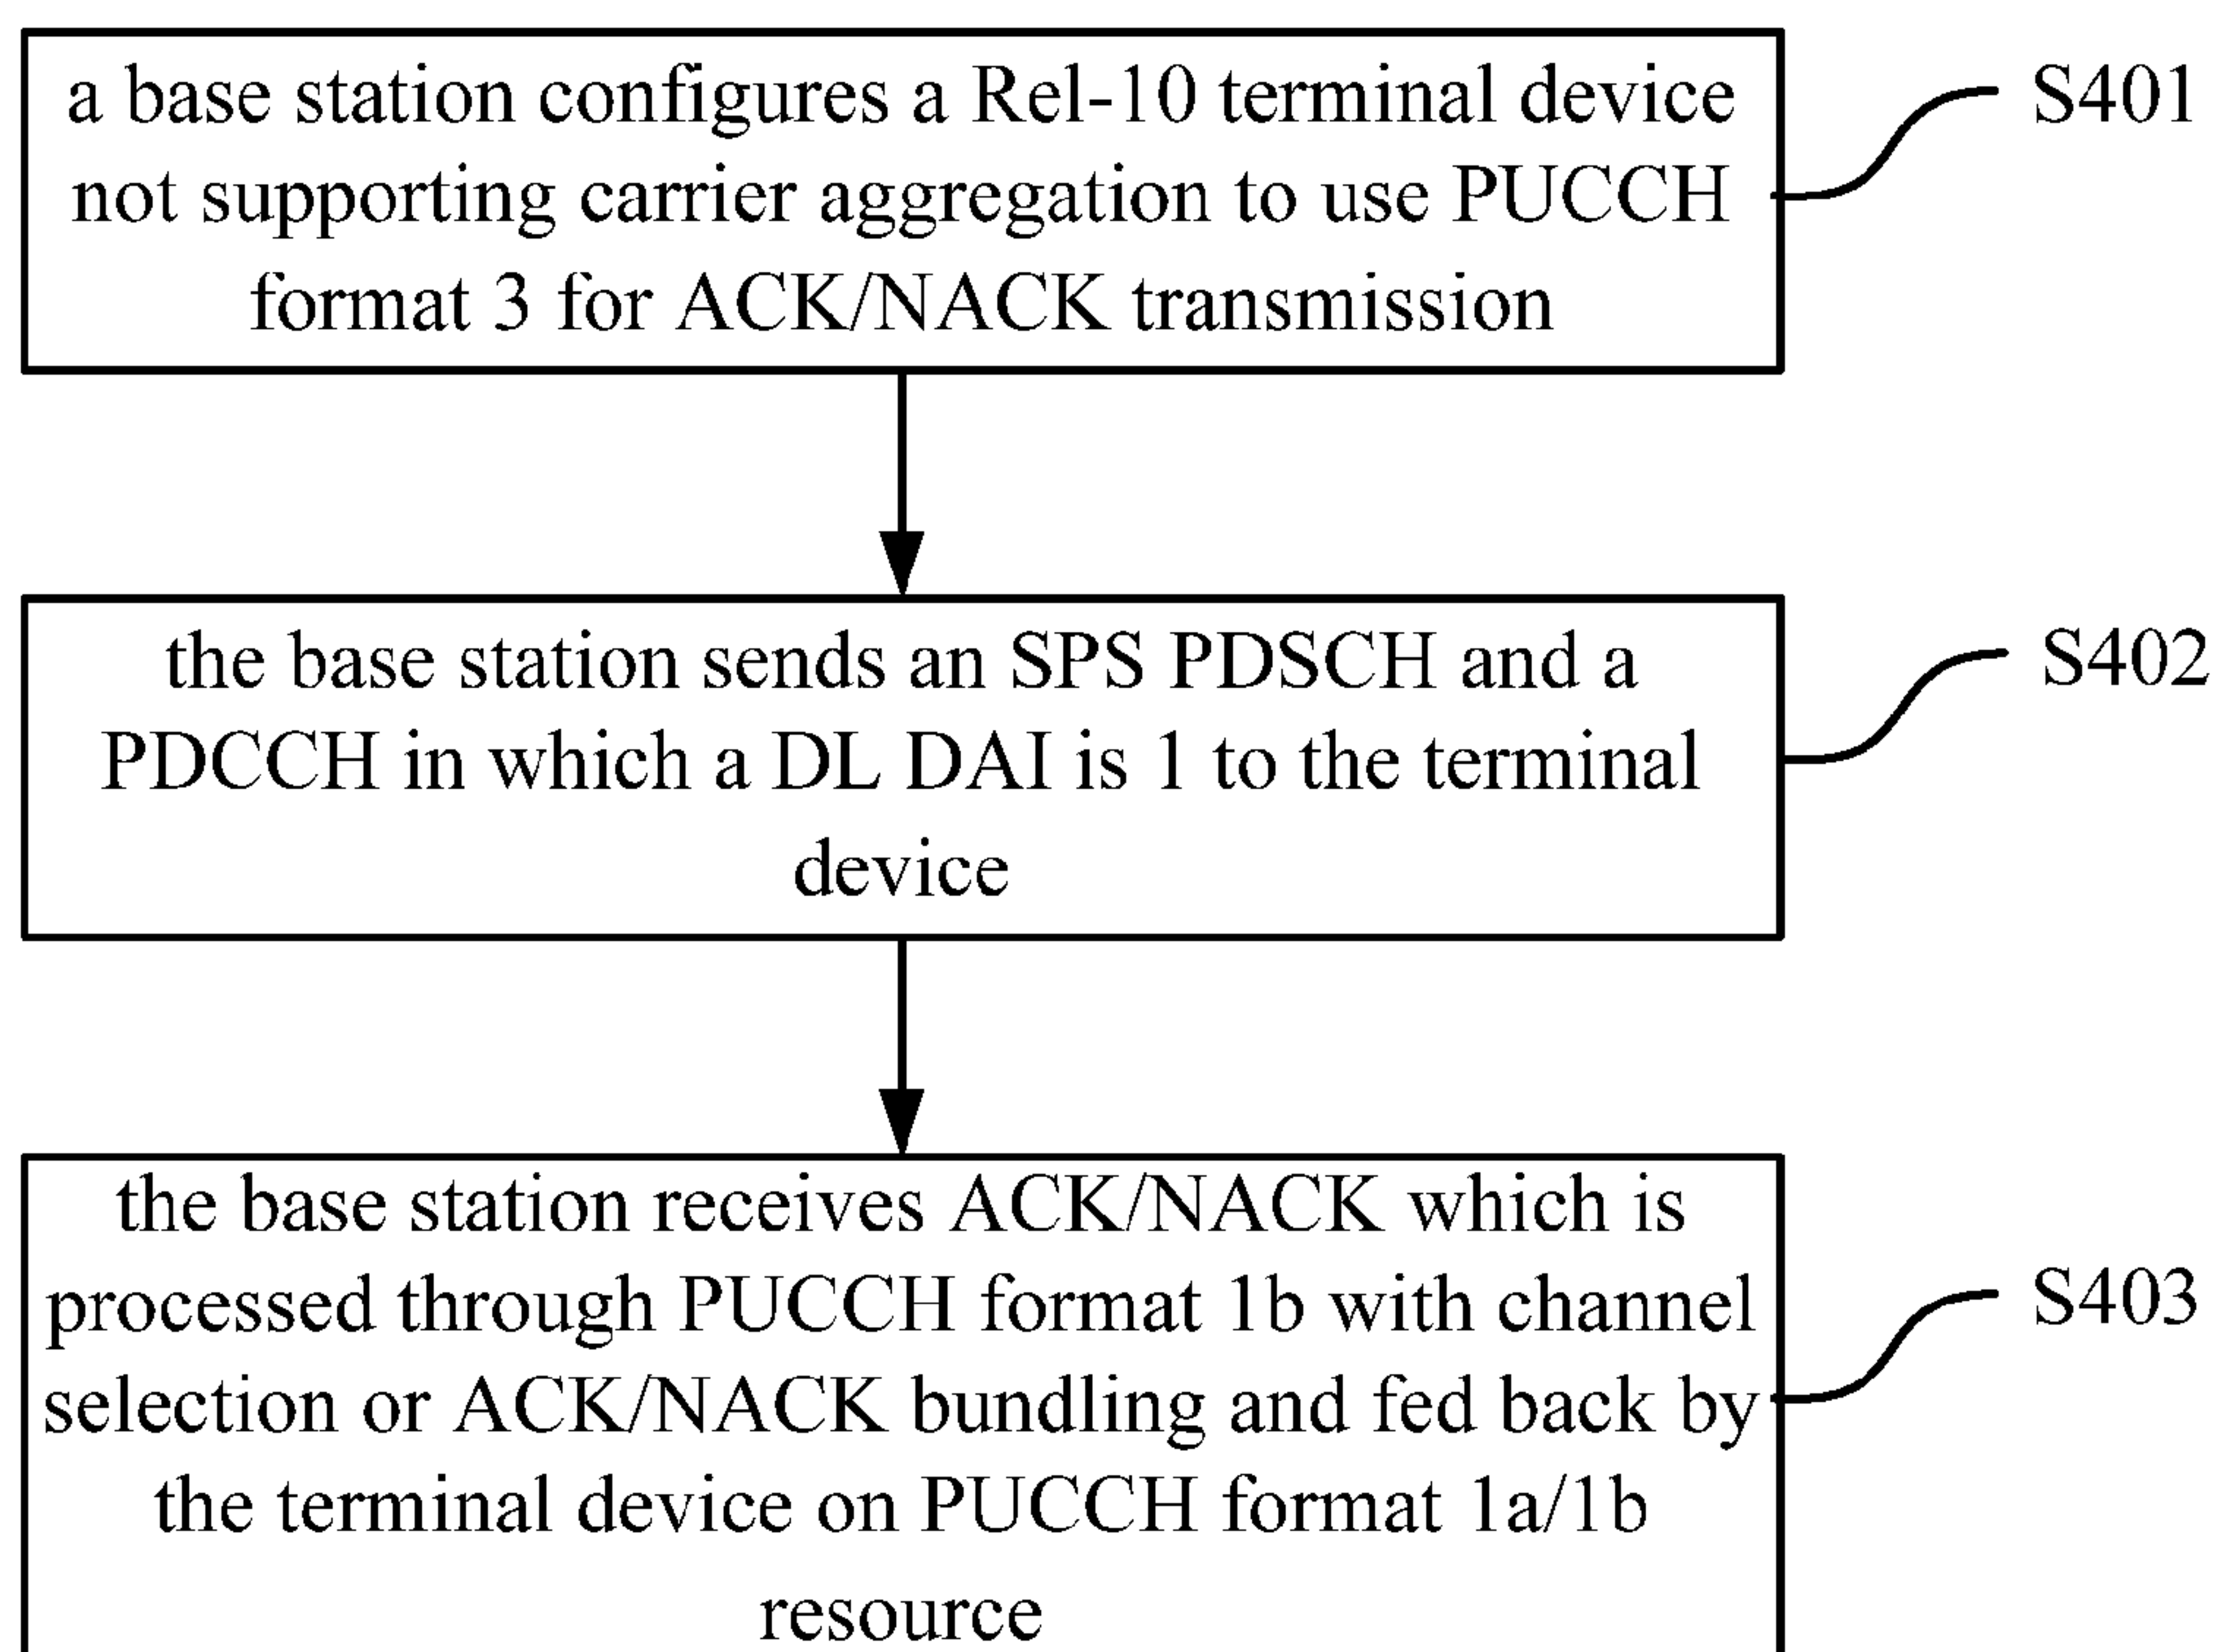 a base station configures a Rel-10 terminal device
not supporting carrier aggregation to use PUCCH
format 3 for ACK/NACK transmission
S401
the base station sends an SPS PDSCH and a
PDCCH in which a DL DAI is 1 to the terminal
device
S402
the base station receives ACK/NACK which is
processed through PUCCH format 1b with channel
selection or ACK/NACK bundling and fed back by
the terminal device on PUCCH format 1a/1b
resource
S403